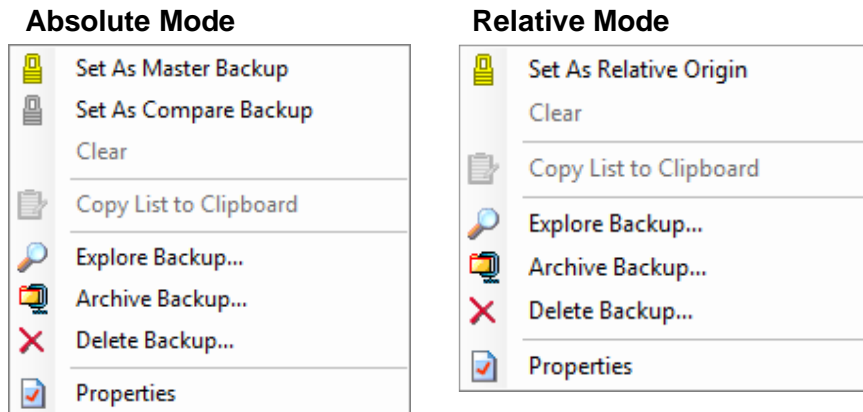 Absolute Mode
Set As Master Backup
Set As Compare Backup
Clear
Copy List to Clipboard
Explore Backup...
Archive Backup...
Delete Backup...
Properties
Relative Mode
Set As Relative Origin
Clear
Copy List to Clipboard
Explore Backup...
Archive Backup...
Delete Backup...
Properties